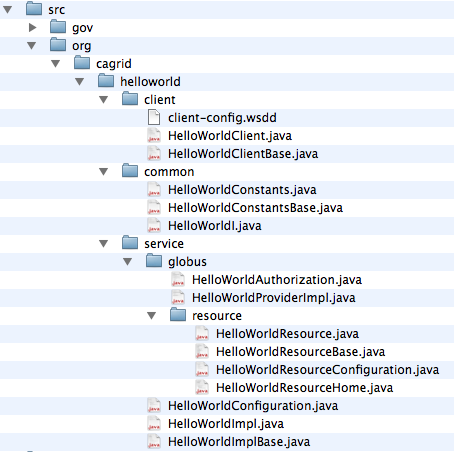 src
gov
org
cagrid
helloworld
client
client-config.wsdd
HelloWorldClient.java
HelloWorldClientBase.java
common
HelloWorldConstants.java
HelloWorldConstantsBase.java
HelloWorldI.java
service
globus
HelloWorldAuthorization.java
HelloWorldProviderImpl.java
resource
HelloWorldResource.java
HelloWorldResourceBase.java
HelloWorldResourceConfiguration.java
HelloWorldResourceHome.java
HelloWorldConfiguration.java
HelloWorldImpl.java
HelloWorldImplBase.java